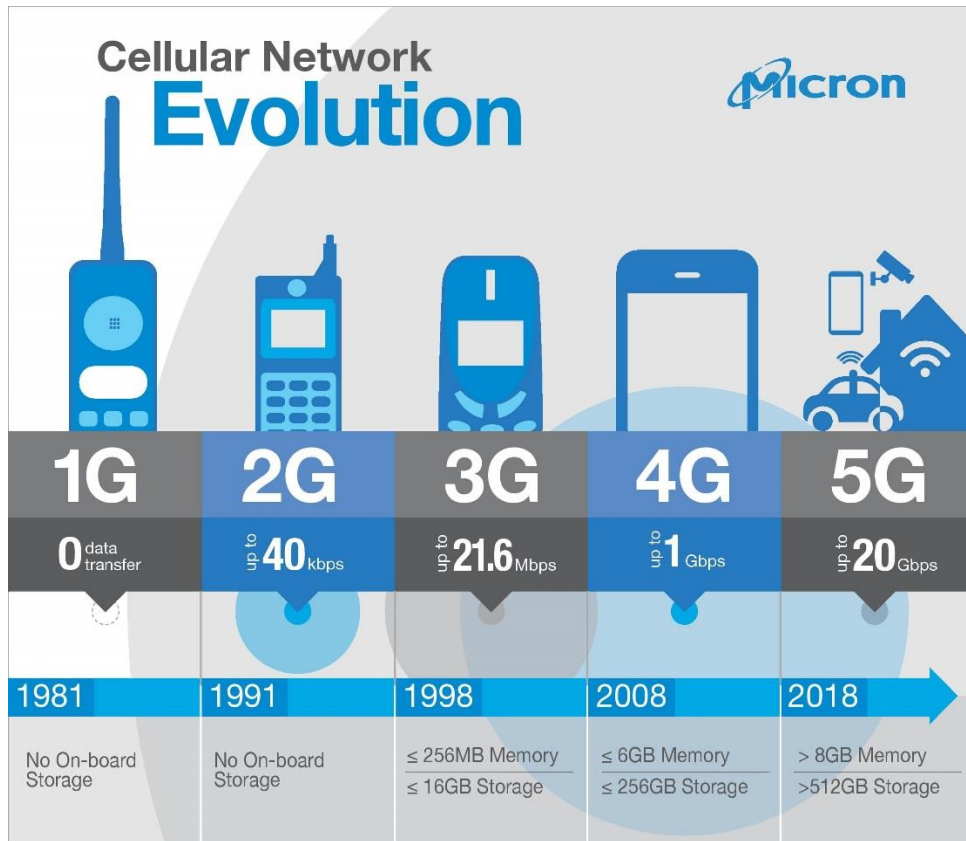 Cellular Network
Evolution
Micron
1G
2G
3G
4G
5G
0 data transfer
up to 40 kbps
up to 21.6 Mbps
up to 1 Gbps
up to 20 Gbps
1981
1991
1998
2008
2018
No On-board
Storage
No On-board
Storage
≤ 256MB Memory
≤ 16GB Storage
≤ 6GB Memory
≤ 256GB Storage
> 8GB Memory
>512GB Storage